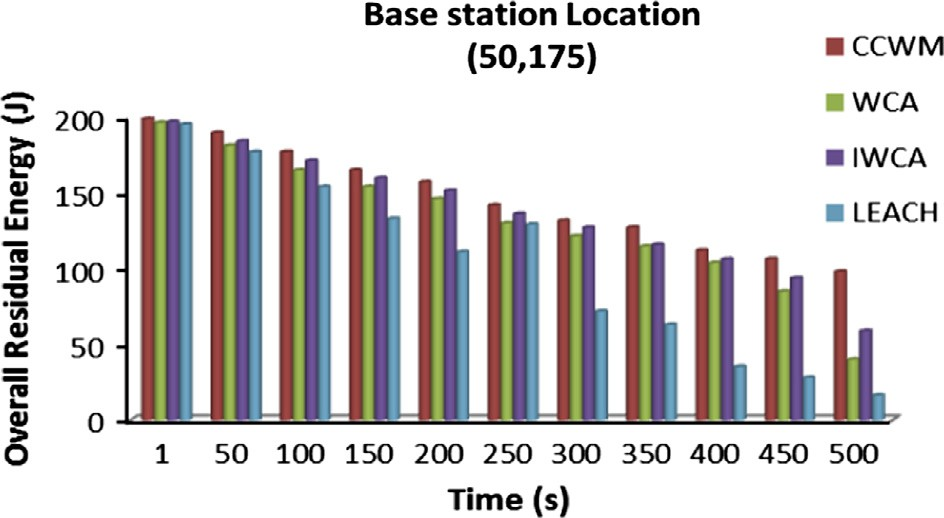 Base station Location
(50,175)
CCWM
WCA
IWCA
LEACH
Overall Residual Energy (J)
200
150
100
50
0
1 50 100 150 200 250 300 350 400 450 500
Time (s)